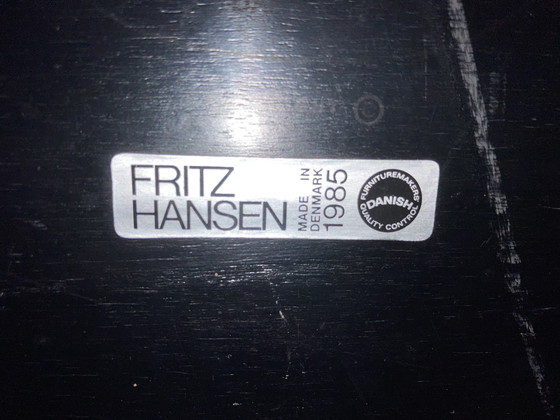 FRITZ
HANSEN
MADE IN
DENMARK
1985
FURNITUREMAKERS'
DANISH
QUALITY CONTROL